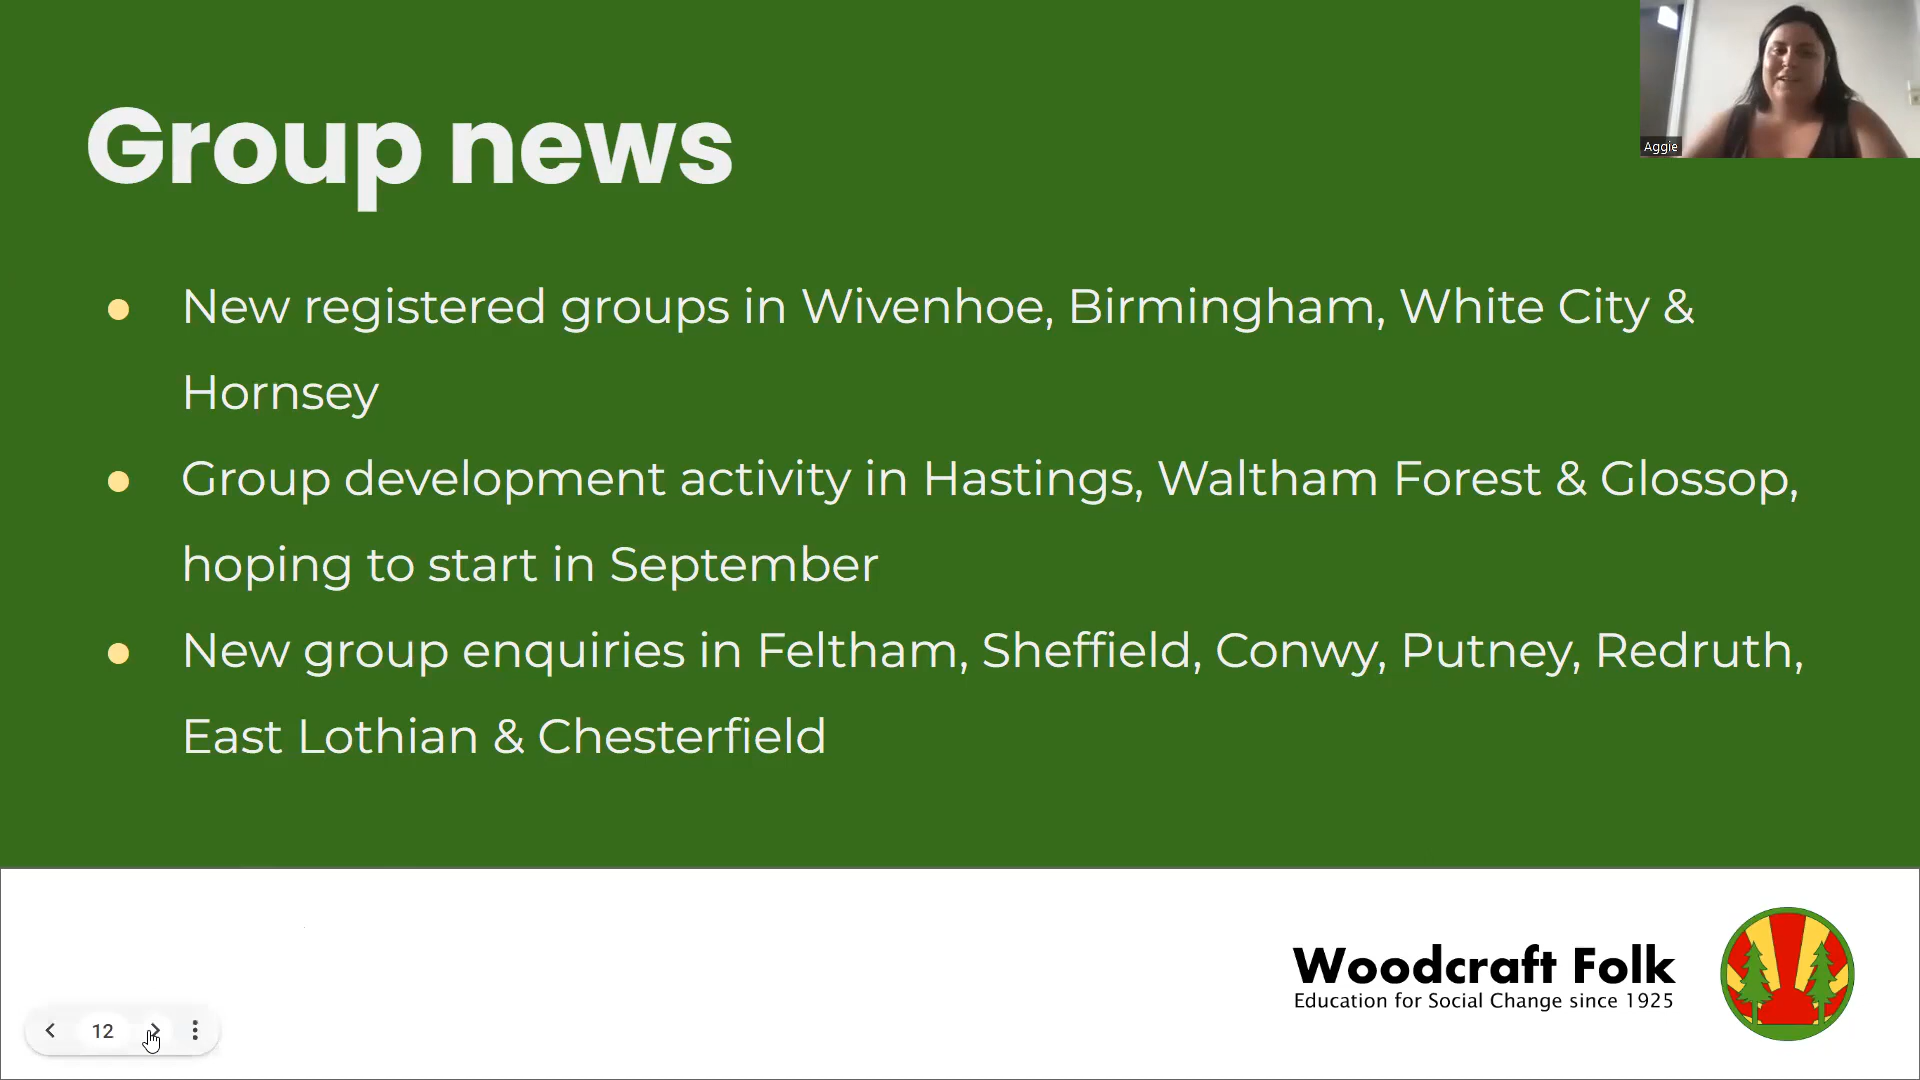 Aggie
Group news
New registered groups in Wivenhoe, Birmingham, White City &
Hornsey
Group development activity in Hastings, Waltham Forest & Glossop,
hoping to start in September
New group enquiries in Feltham, Sheffield, Conwy, Putney, Redruth,
East Lothian & Chesterfield
Woodcraft Folk
Education for Social Change since 1925
12